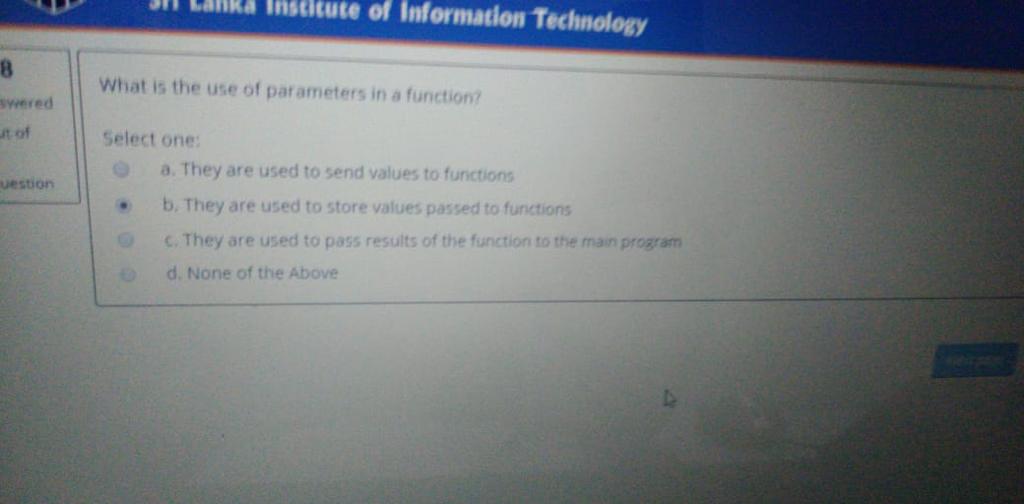 Sri Lanka Institute of Information Technology
8
swered
ut of
uestion
What is the use of parameters in a function?
Select one:
a. They are used to send values to functions
b. They are used to store values passed to functions
c. They are used to pass results of the function to the main program
d. None of the Above